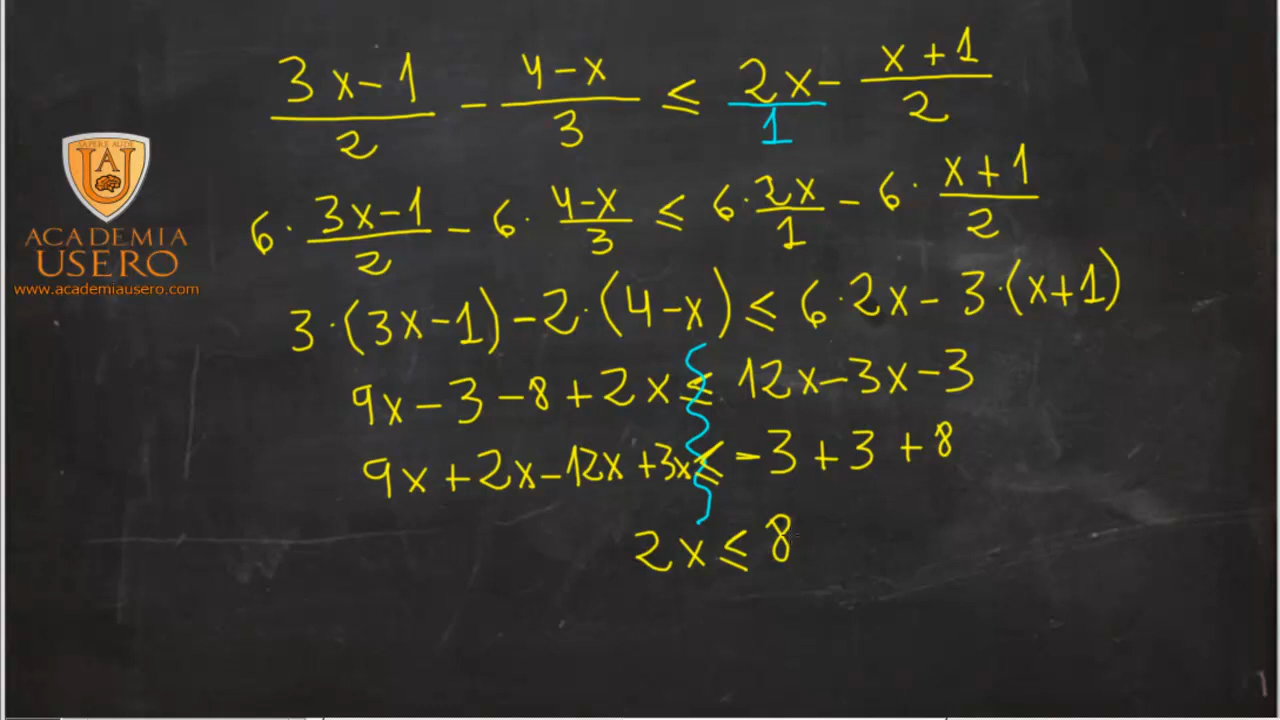 (3x-1)/2 - (4-x)/3 ≤ 2x/1 - (x+1)/2
6·(3x-1)/2 - 6·(4-x)/3 ≤ 6·2x/1 - 6·(x+1)/2
3·(3x-1)-2·(4-x) ≤ 6·2x-3·(x+1)
9x-3-8+2x ≤ 12x-3x-3
9x+2x-12x+3x ≤ -3+3+8
2x ≤ 8
SAPERE AUDE
UAI
ACADEMIA
USERO
www.academiausero.com